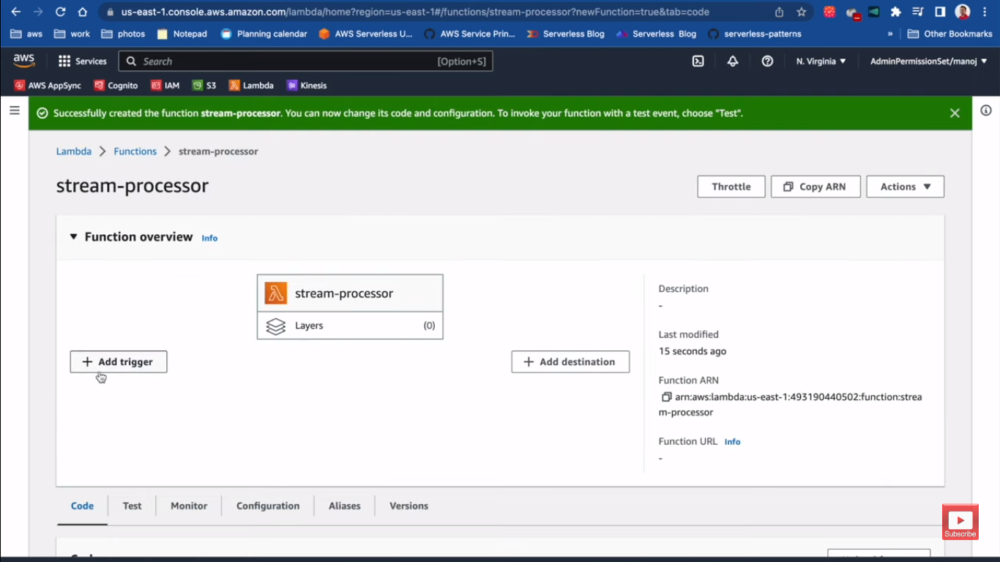 us-east-1.console.aws.amazon.com/lambda/home?region=us-east-1#/functions/stream-processor?newFunction=true&tab=code
aws work photos Notepad Planning calendar AWS Serverless U... AWS Service Prin... Serverless Blog Serverless Blog serverless-patterns » Other Bookmarks
aws Services Search [Option+S] N. Virginia AdminPermissionSet/manoj
AWS AppSync Cognito IAM S3 Lambda Kinesis
Successfully created the function stream-processor. You can now change its code and configuration. To invoke your function with a test event, choose "Test".
Lambda Functions stream-processor
stream-processor Throttle Copy ARN Actions
Function overview Info
stream-processor
Layers (0)
Add trigger
Add destination
Description
-
Last modified
15 seconds ago
Function ARN
arn:aws:lambda:us-east-1:493190440502:function:strea
m-processor
Function URL Info
-
Code Test Monitor Configuration Aliases Versions
Subscribe